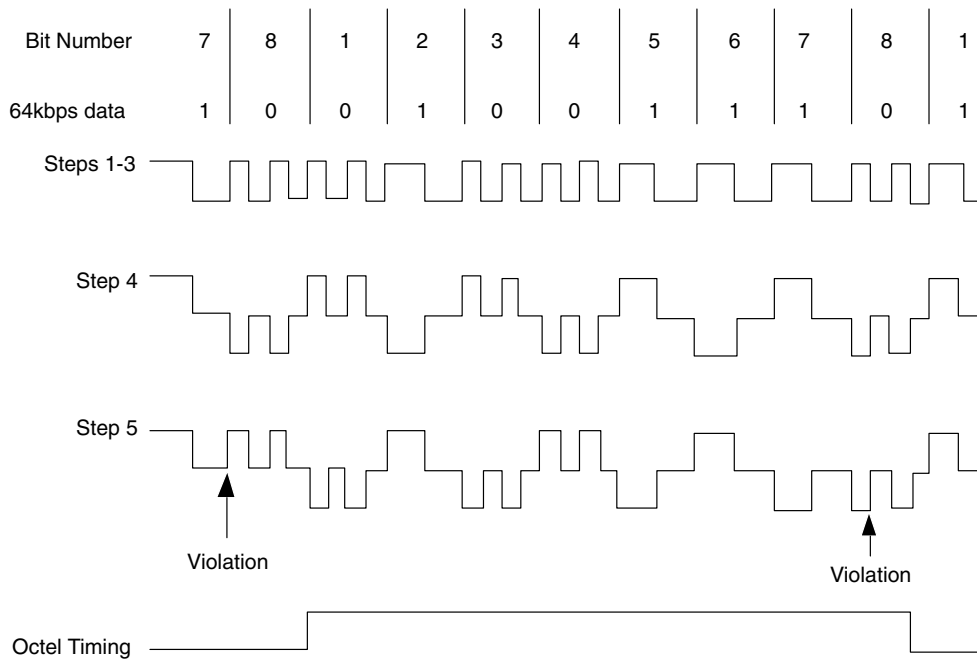 Bit Number 7 8 1 2 3 4 5 6 7 8 1
64kbps data 1 0 0 1 0 0 1 1 1 0 1
Steps 1-3
Step 4
Step 5
Violation
Violation
Octel Timing